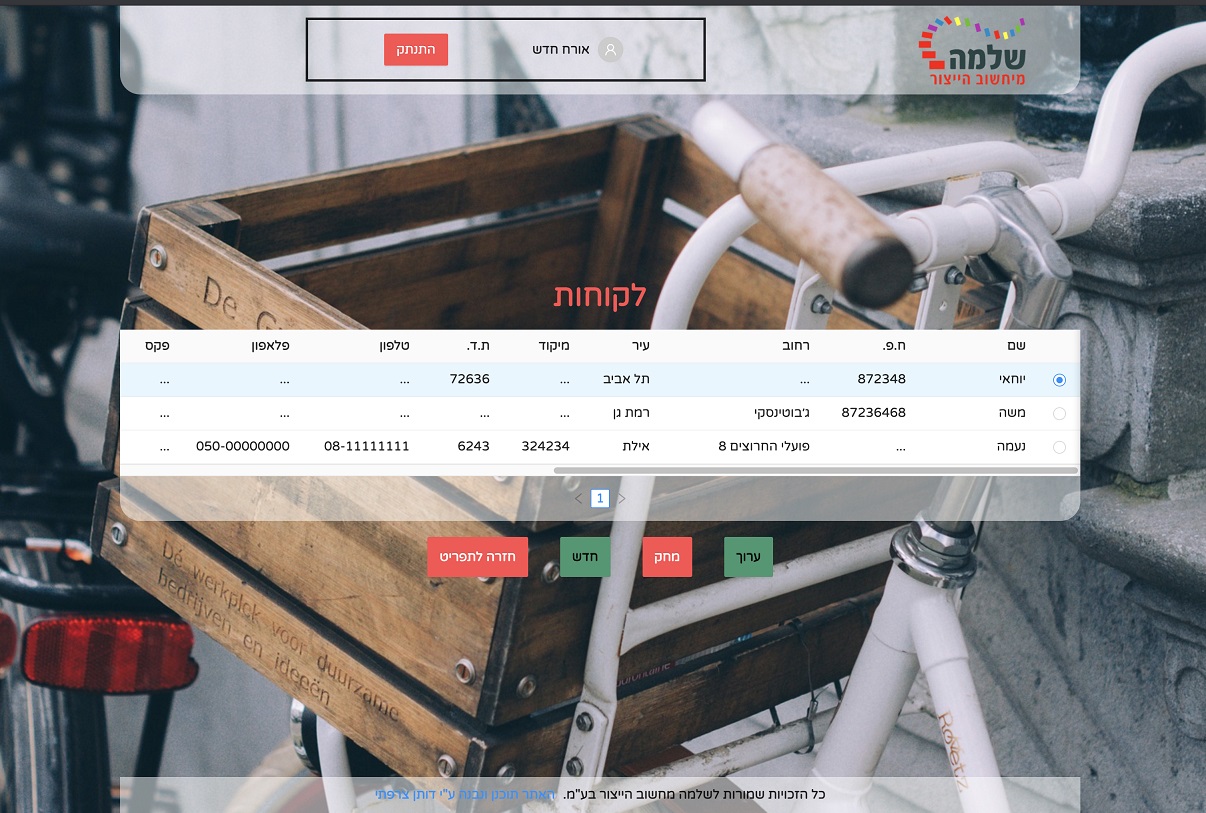 שלמה
מיחשוב הייצור
אורח חדש
התנתק
לקוחות
שם ח.פ. רחוב עיר מיקוד ת.ד. טלפון פלאפון פקס
יוחאי 872348 ... תל אביב ... 72636 ... ... ...
משה 87236468 ג'בוטינסקי רמת גן ... ... ... ... ...
נעמה ... פועלי החרוצים 8 אילת 324234 6243 08-11111111 050-00000000 ...
1
ערוך
מחק
חדש
חזרה לתפריט
De G
Dé werkplek voor duurzame
bedrijven en ideeën
כל הזכויות שמורות לשלמה מחשוב הייצור בע"מ. האתר תוכנן ונבנה ע"י דותן צרפתי